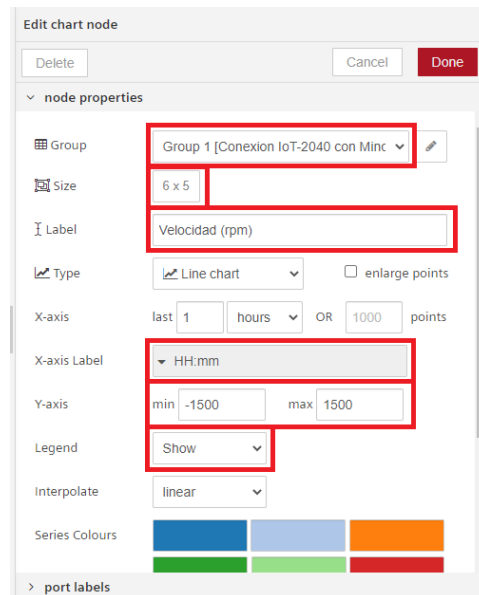 Edit chart node
Delete Cancel Done
node properties
Group Group 1 [Conexion IoT-2040 con Minc
Size 6 x 5
Label Velocidad (rpm)
Type Line chart enlarge points
X-axis last 1 hours OR 1000 points
X-axis Label HH:mm
Y-axis min -1500 max 1500
Legend Show
Interpolate linear
Series Colours
port labels